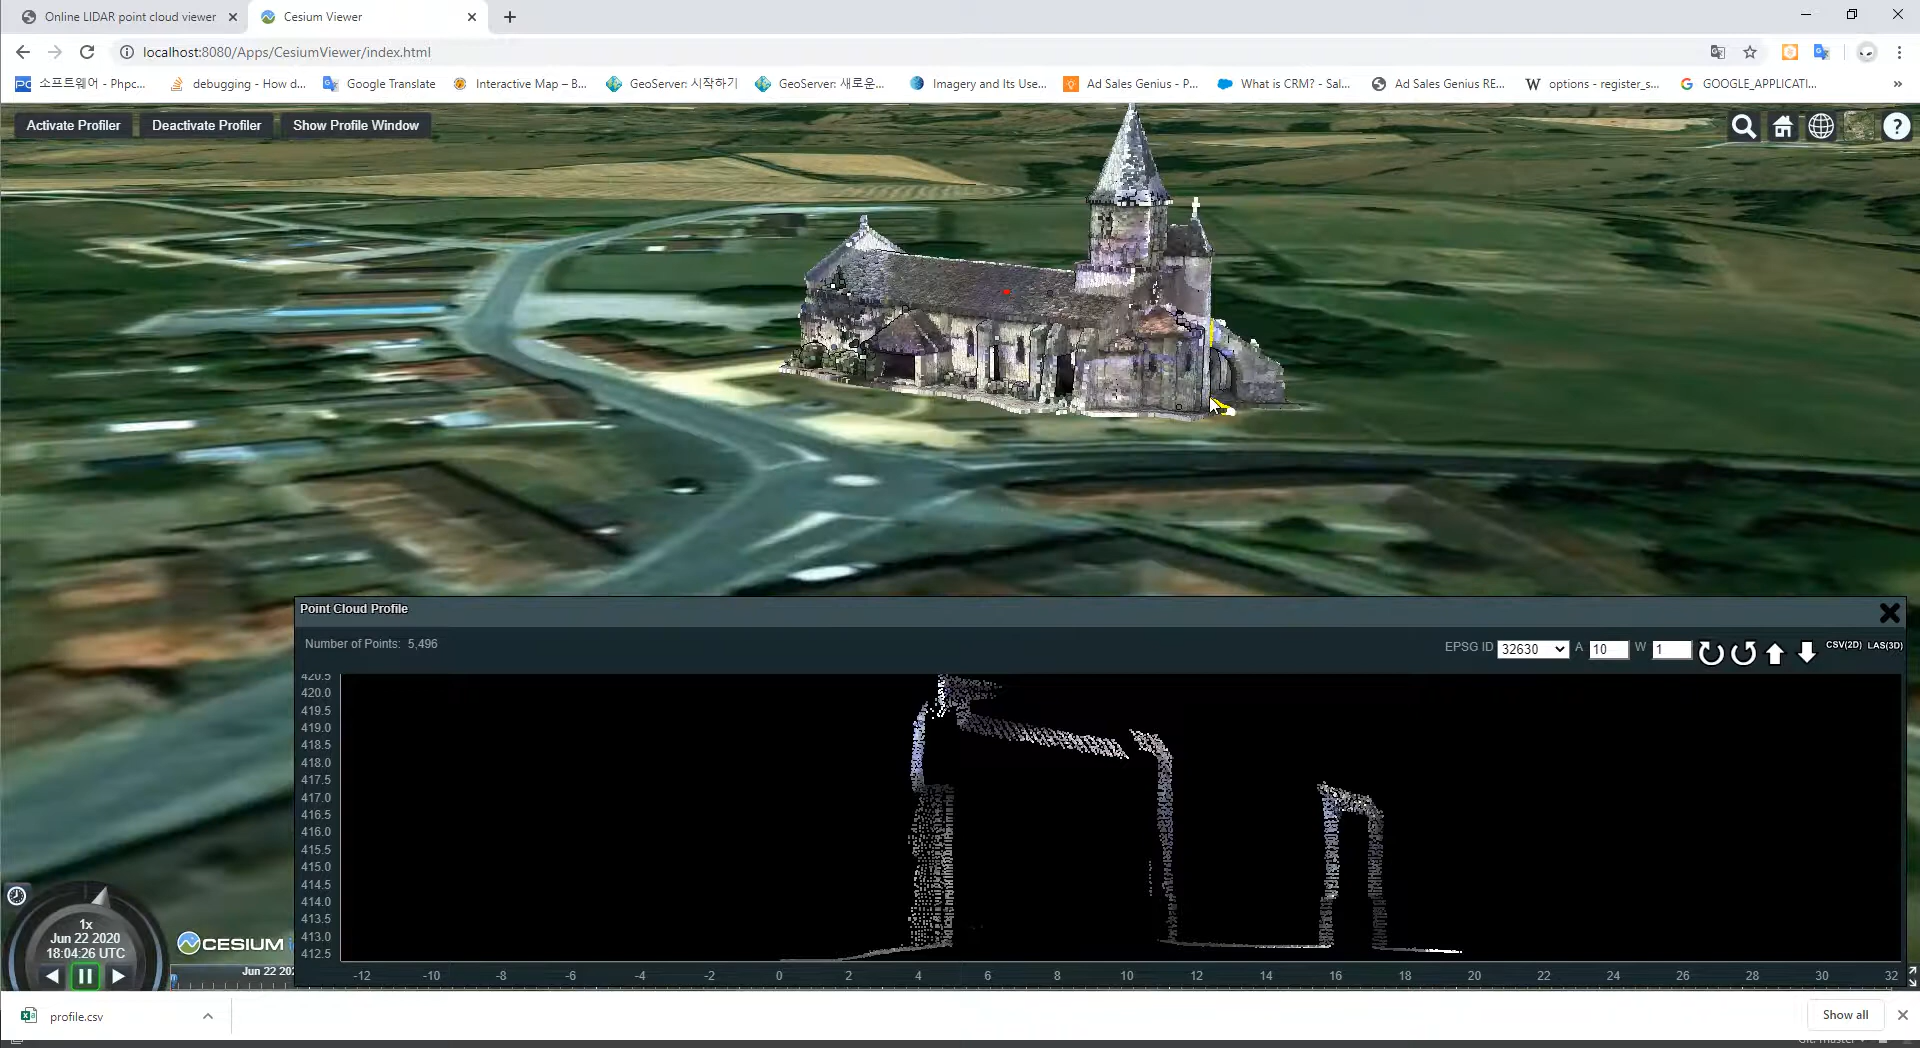 Online LIDAR point cloud viewer
Cesium Viewer
localhost:8080/Apps/CesiumViewer/index.html
소프트웨어 - Phpc...
debugging - How d...
Google Translate
Interactive Map – B...
GeoServer: 시작하기
GeoServer: 새로운...
Imagery and Its Use...
Ad Sales Genius - P...
What is CRM? - Sal...
Ad Sales Genius RE...
options - register_s...
GOOGLE_APPLICATI...
Activate Profiler
Deactivate Profiler
Show Profile Window
Point Cloud Profile
Number of Points: 5,496
EPSG ID 32630 A 10 W 1
CSV(2D) LAS(3D)
420.5
420.0
419.5
419.0
418.5
418.0
417.5
417.0
416.5
416.0
415.5
415.0
414.5
414.0
413.5
413.0
412.5
-12 -10 -8 -6 -4 -2 0 2 4 6 8 10 12 14 16 18 20 22 24 26 28 30 32
1x
Jun 22 2020
18:04:26 UTC
CESIUM
Jun 22 202
profile.csv
Show all